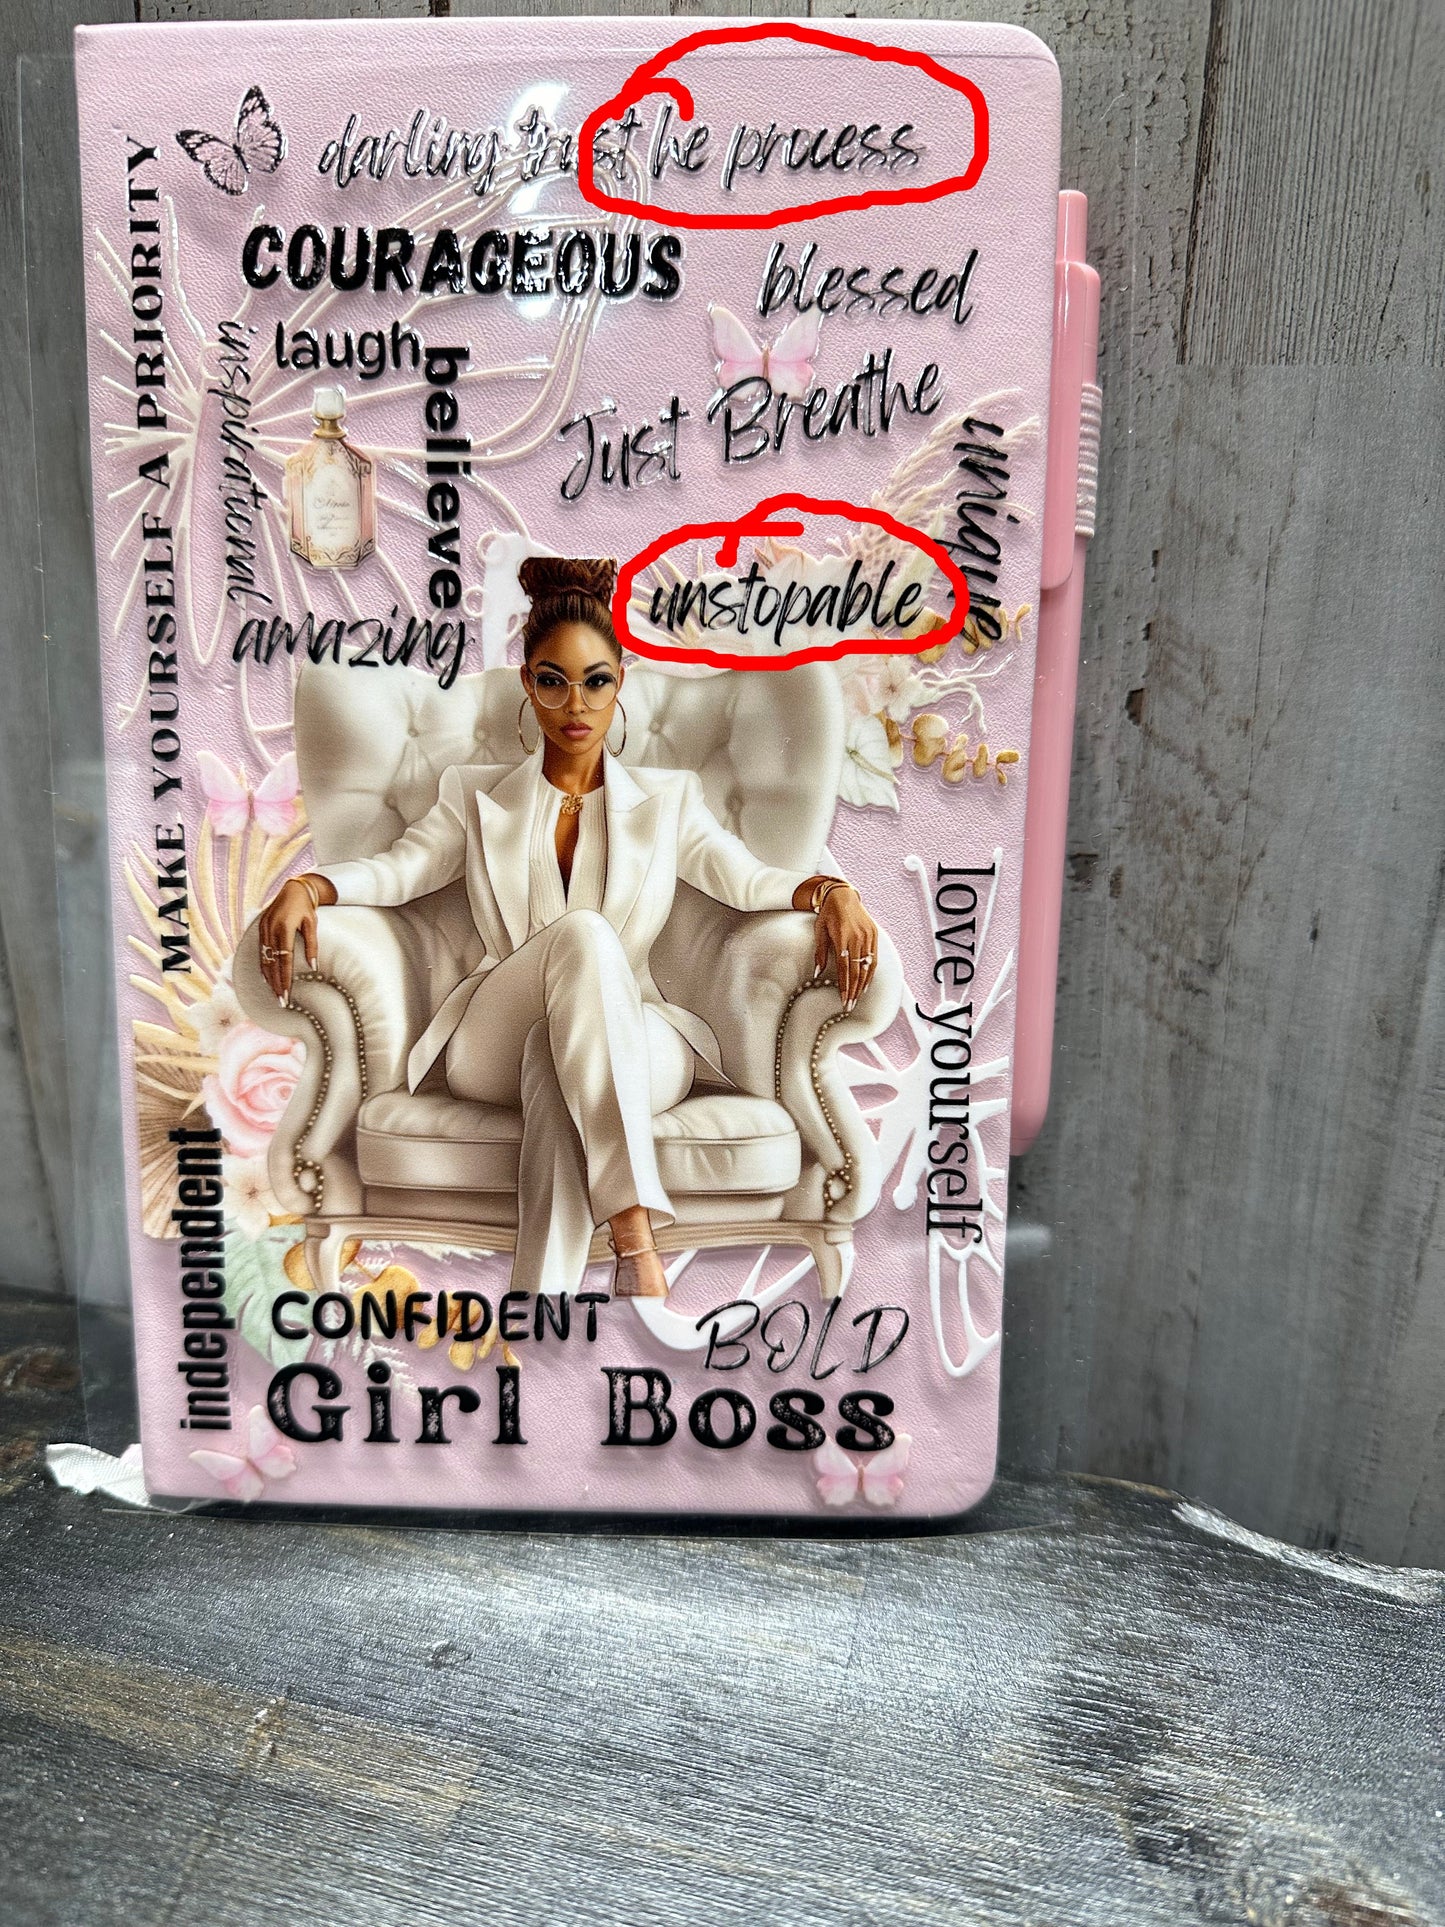 darling trust he process
COURAGEOUS
blessed
laugh
believe
inspirational
Just Breathe
unique
MAKE YOURSELF A PRIORITY
amazing
unstopable
love yourself
independent
CONFIDENT
BOLD
Girl Boss